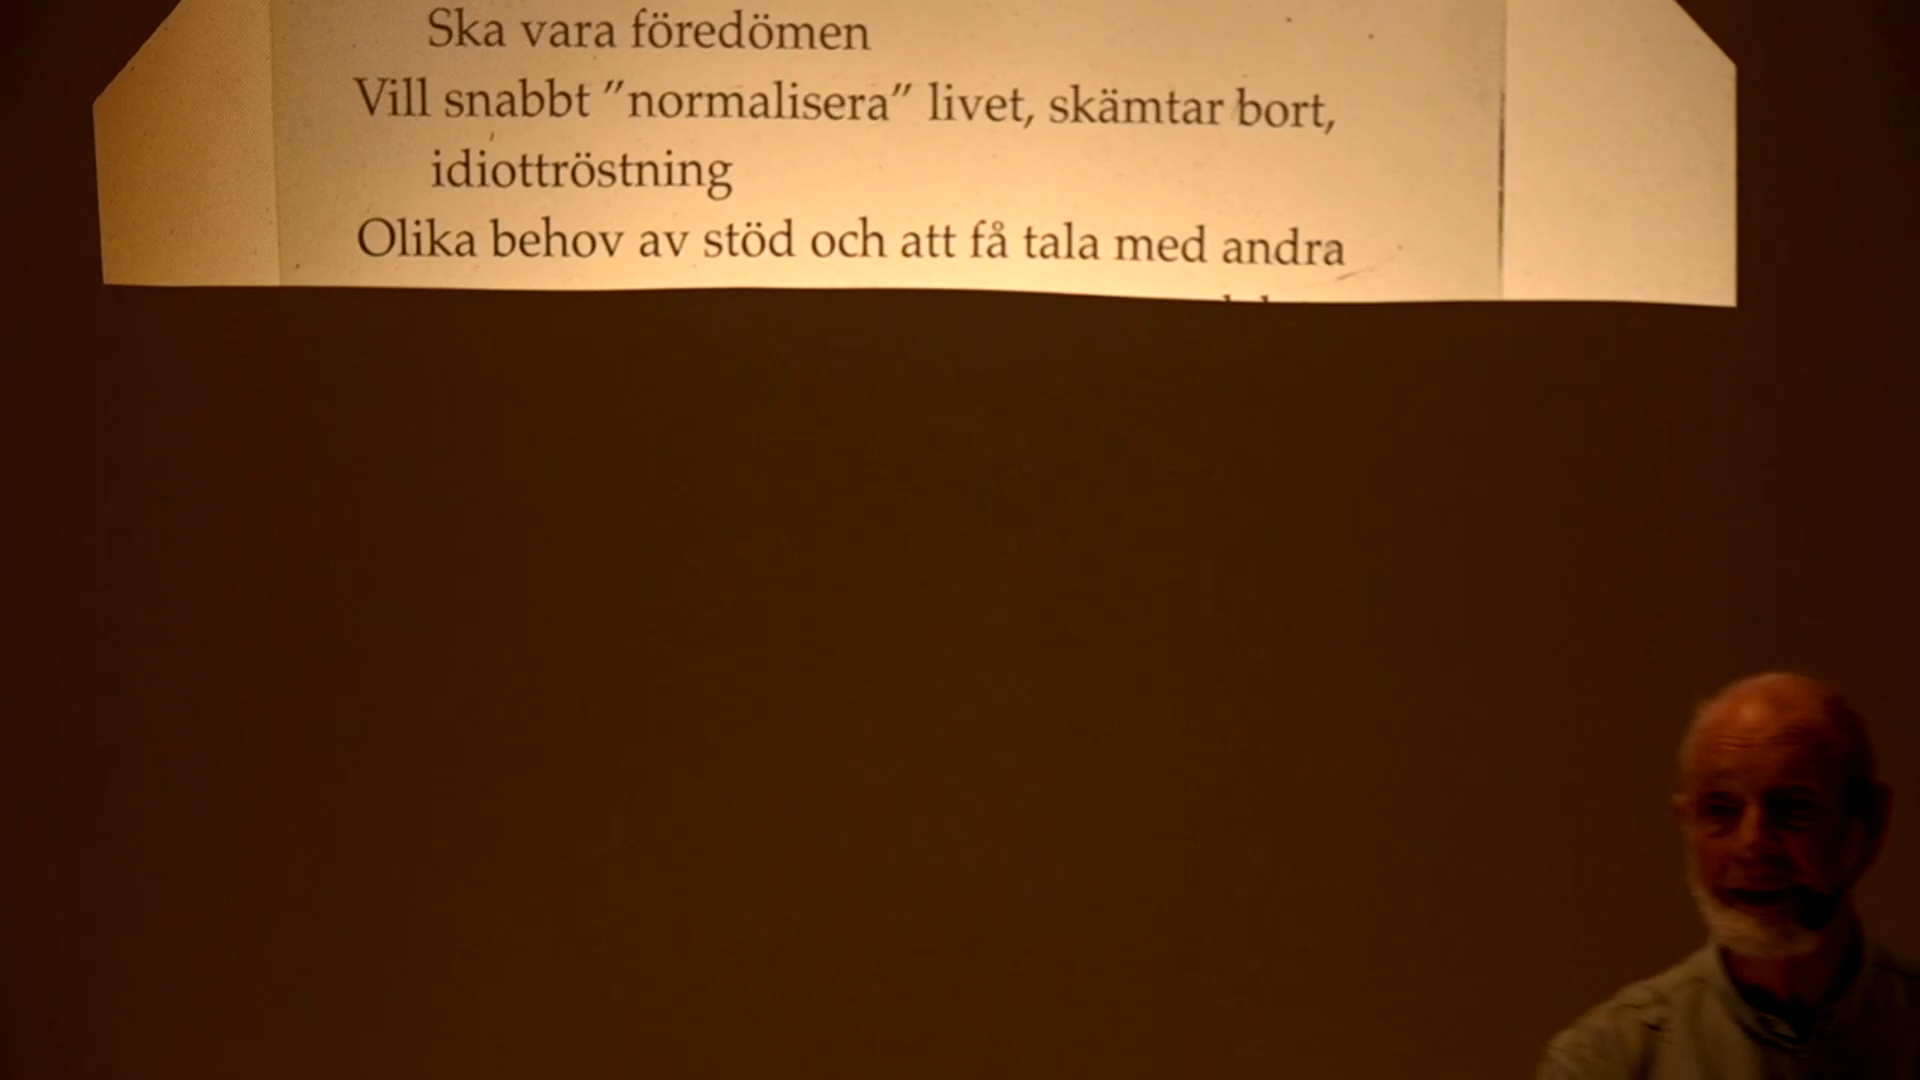 Ska vara föredömen
Vill snabbt ”normalisera” livet, skämtar bort,
idiottröstning
Olika behov av stöd och att få tala med andra